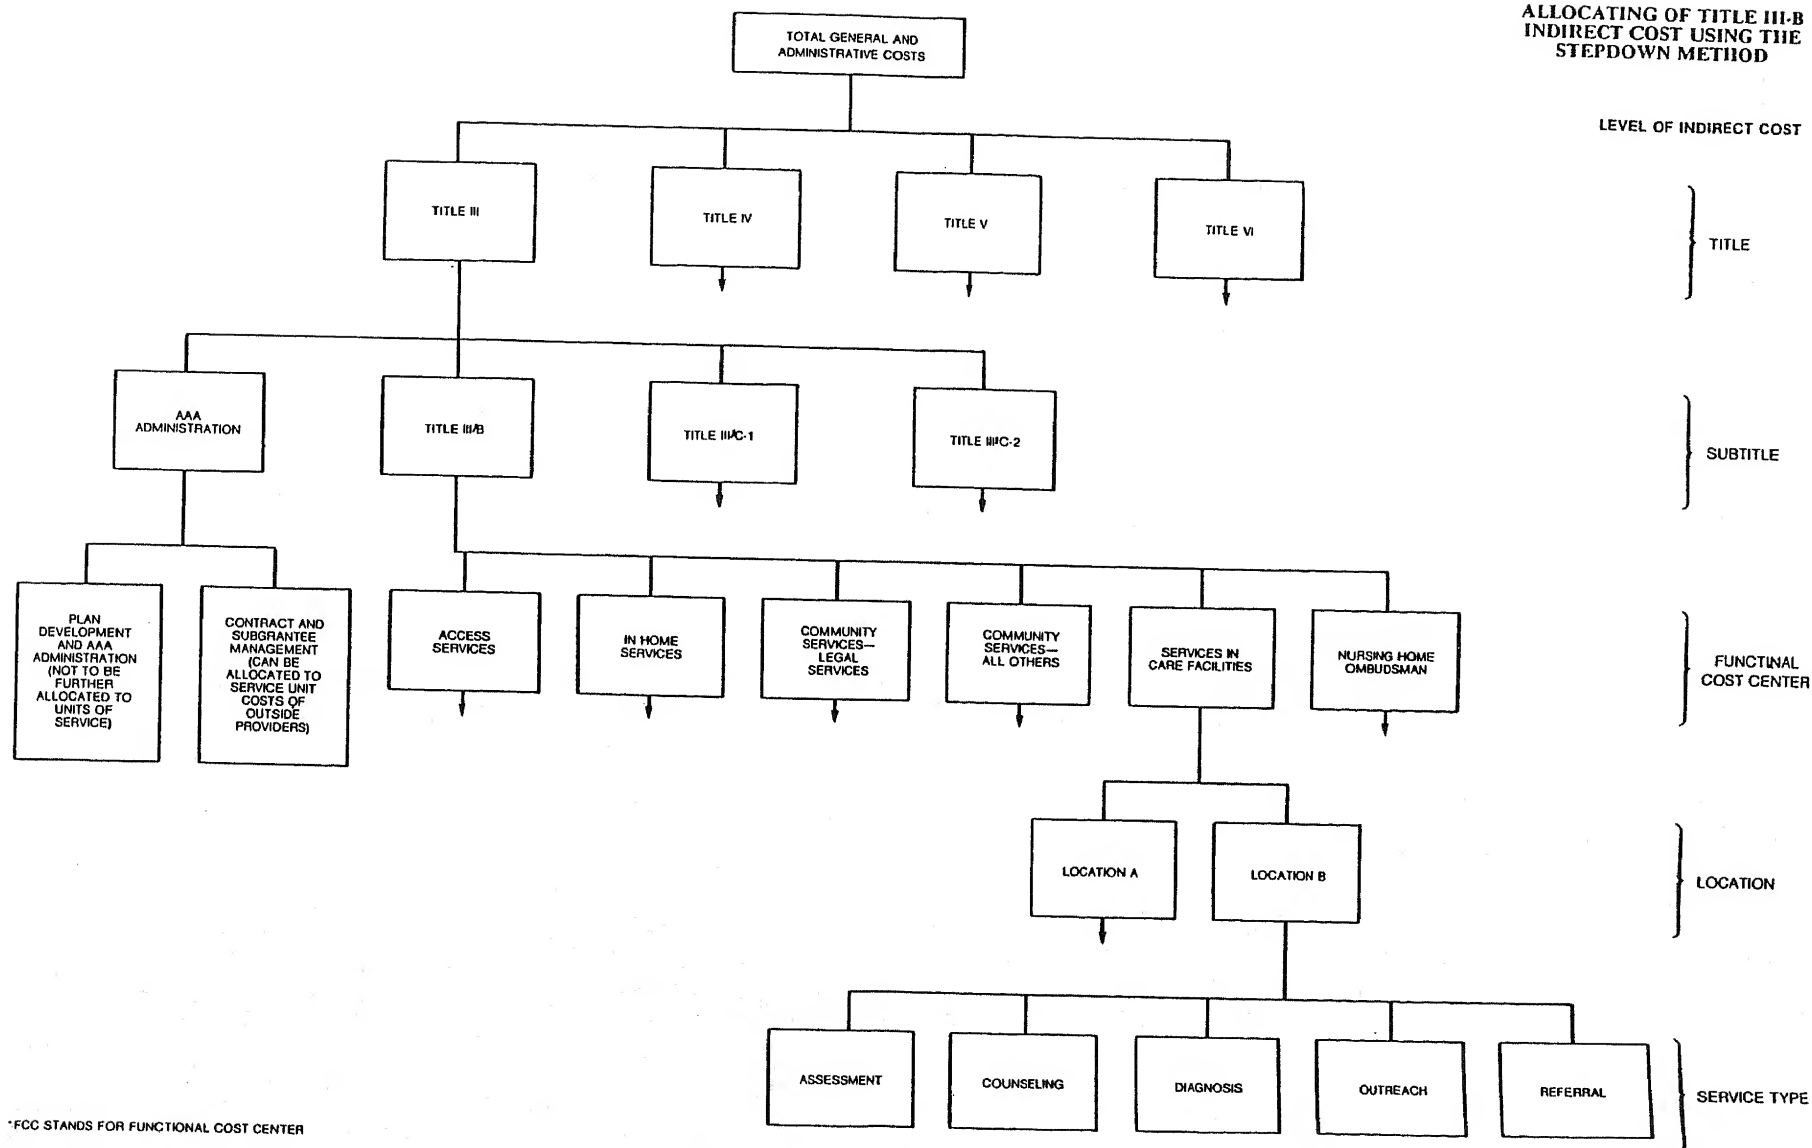 ALLOCATING OF TITLE III-B
INDIRECT COST USING THE
STEPDOWN METHOD
TOTAL GENERAL AND
ADMINISTRATIVE COSTS
LEVEL OF INDIRECT COST
TITLE III
TITLE IV
TITLE V
TITLE VI
TITLE
AAA
ADMINISTRATION
TITLE III/B
TITLE III/C-1
TITLE III/C-2
SUBTITLE
PLAN
DEVELOPMENT
AND AAA
ADMINISTRATION
(NOT TO BE
FURTHER
ALLOCATED TO
UNITS OF
SERVICE)
CONTRACT AND
SUBGRANTEE
MANAGEMENT
(CAN BE
ALLOCATED TO
SERVICE UNIT
COSTS OF
OUTSIDE
PROVIDERS)
ACCESS
SERVICES
IN HOME
SERVICES
COMMUNITY
SERVICES—
LEGAL
SERVICES
COMMUNITY
SERVICES—
ALL OTHERS
SERVICES IN
CARE FACILITIES
NURSING HOME
OMBUDSMAN
FUNCTINAL
COST CENTER
LOCATION A
LOCATION B
LOCATION
ASSESSMENT
COUNSELING
DIAGNOSIS
OUTREACH
REFERRAL
SERVICE TYPE
*FCC STANDS FOR FUNCTIONAL COST CENTER